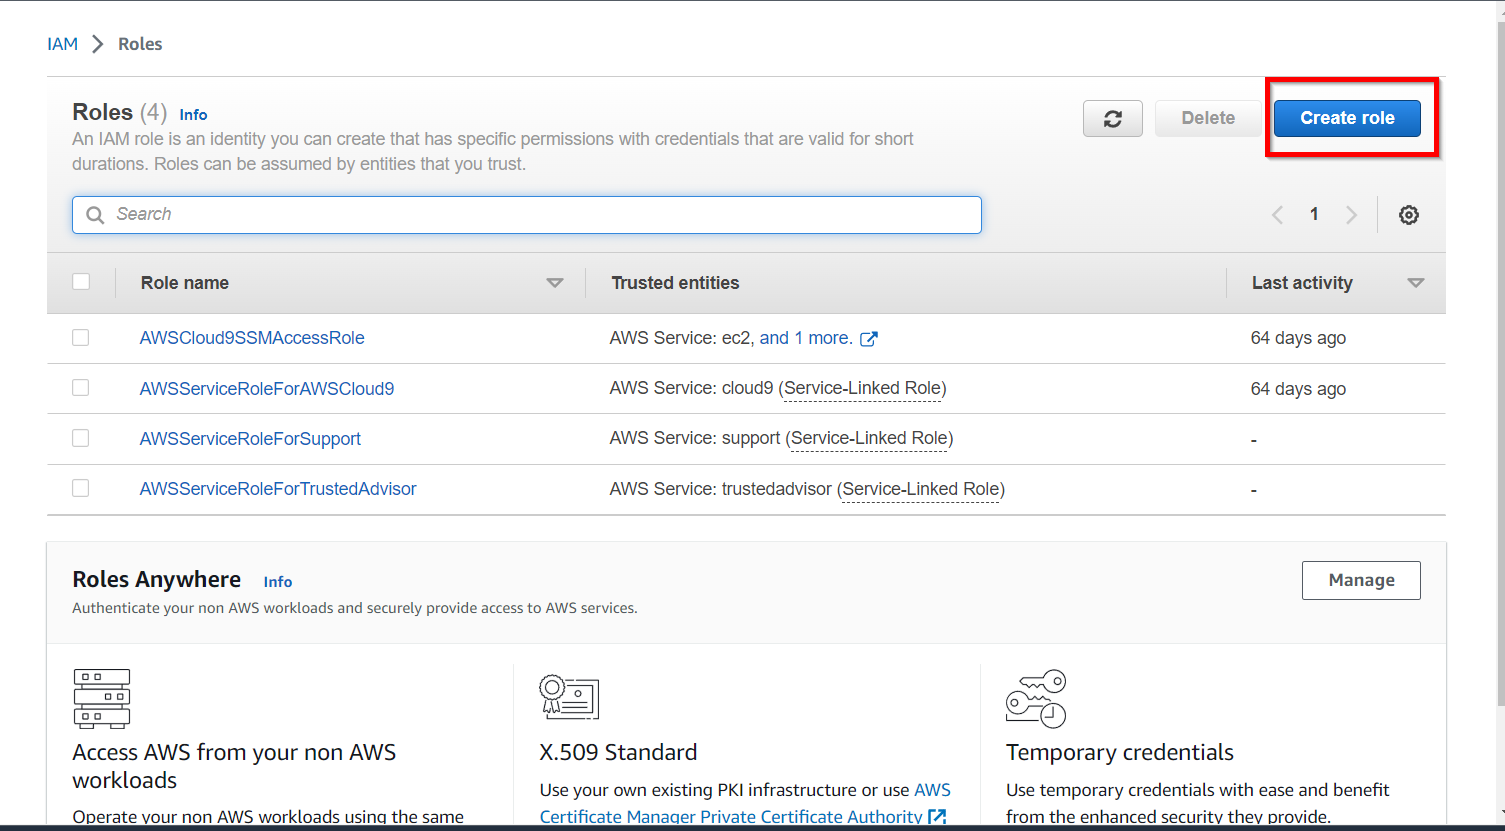 IAM > Roles
Roles (4) Info
An IAM role is an identity you can create that has specific permissions with credentials that are valid for short
durations. Roles can be assumed by entities that you trust.
Delete
Create role
Search
1
Role name Trusted entities Last activity
AWSCloud9SSMAccessRole AWS Service: ec2, and 1 more. 64 days ago
AWSServiceRoleForAWSCloud9 AWS Service: cloud9 (Service-Linked Role) 64 days ago
AWSServiceRoleForSupport AWS Service: support (Service-Linked Role) -
AWSServiceRoleForTrustedAdvisor AWS Service: trustedadvisor (Service-Linked Role) -
Roles Anywhere Info
Authenticate your non AWS workloads and securely provide access to AWS services.
Manage
Access AWS from your non AWS
workloads
Operate your non AWS workloads using the same
X.509 Standard
Use your own existing PKI infrastructure or use AWS
Certificate Manager Private Certificate Authority
Temporary credentials
Use temporary credentials with ease and benefit
from the enhanced security they provide.